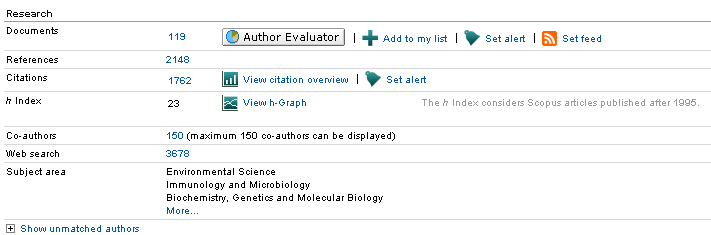 Research
Documents 119 Author Evaluator | Add to my list | Set alert | Set feed
References 2148
Citations 1762 View citation overview | Set alert
h Index 23 View h-Graph The h Index considers Scopus articles published after 1995.
Co-authors 150 (maximum 150 co-authors can be displayed)
Web search 3678
Subject area Environmental Science
Immunology and Microbiology
Biochemistry, Genetics and Molecular Biology
More...
Show unmatched authors